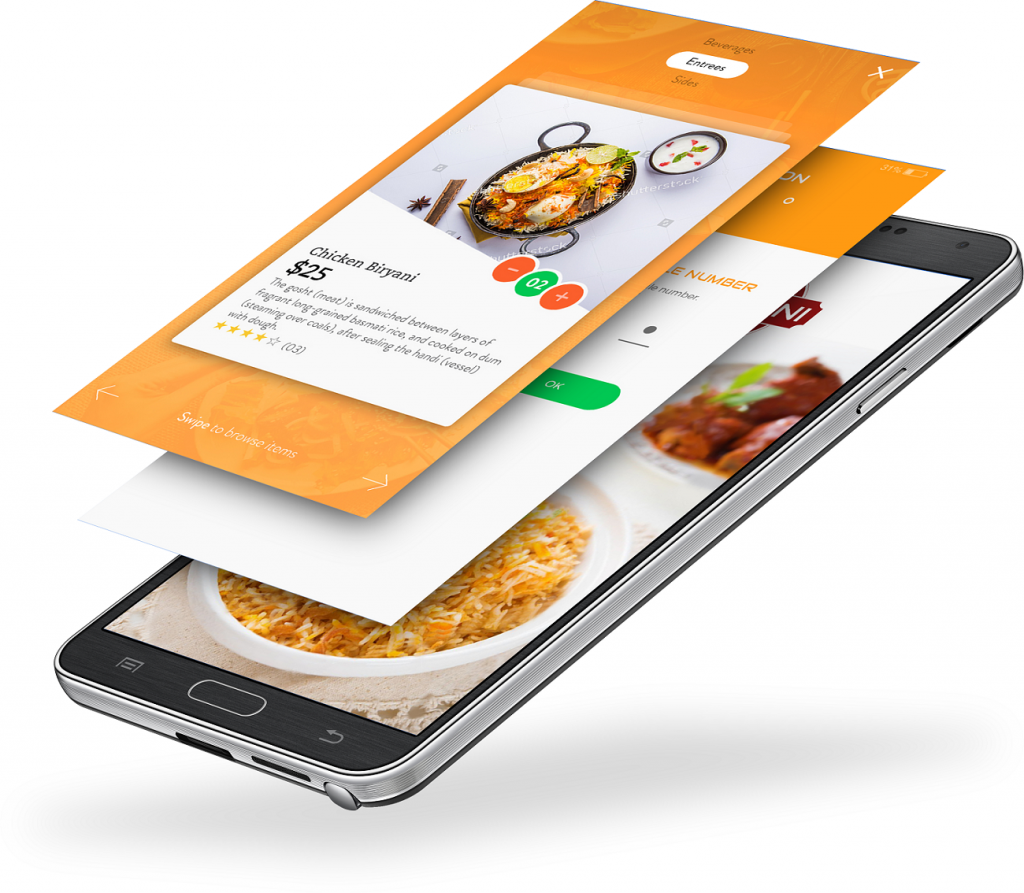 Beverages
Entrees
Sides
shutterstock
shutterstock
Chicken Biryani
$25
02
The gosht (meat) is sandwiched between layers of
fragrant long-grained basmati rice, and cooked on dum
(steaming over coals), after sealing the handi (vessel)
with dough.
(03)
Swipe to browse items
31%
ON
LE NUMBER
le number.
OK
NI